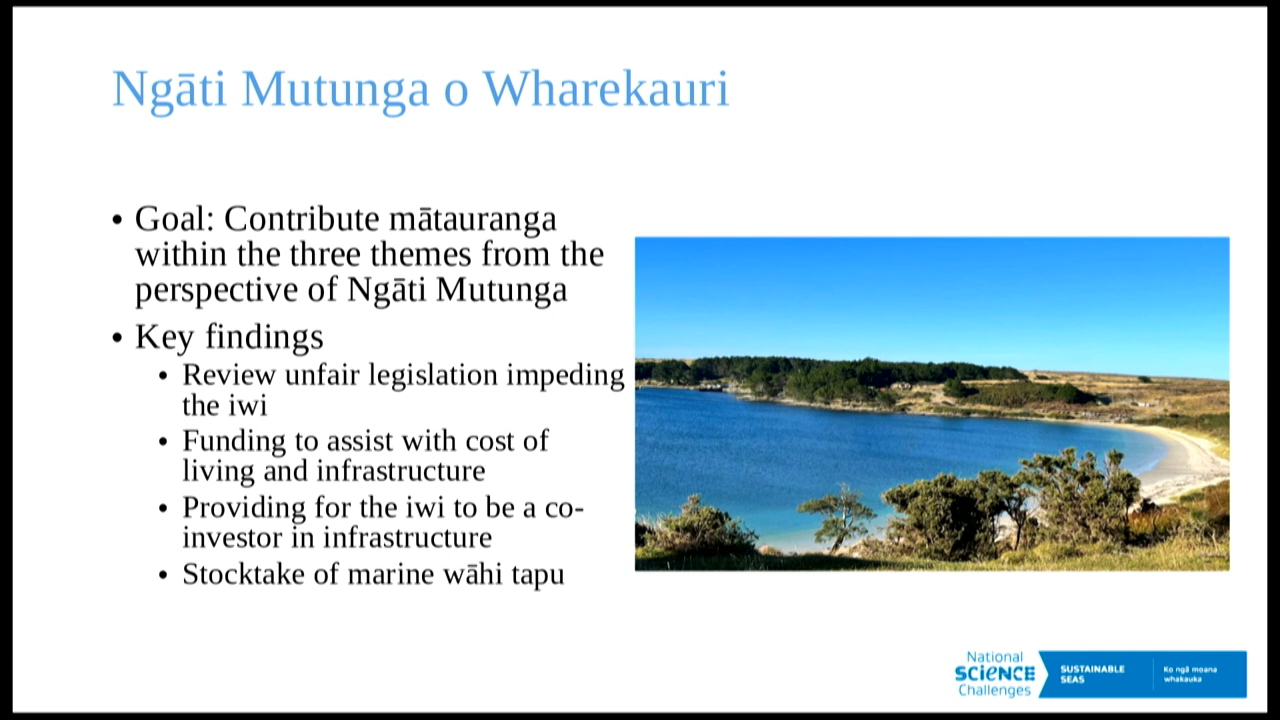 Ngāti Mutunga o Wharekauri
• Goal: Contribute mātauranga
within the three themes from the
perspective of Ngāti Mutunga
• Key findings
• Review unfair legislation impeding
the iwi
• Funding to assist with cost of
living and infrastructure
• Providing for the iwi to be a co-
investor in infrastructure
• Stocktake of marine wāhi tapu
National
SCIENCE
Challenges
SUSTAINABLE
SEAS
Ko ngā moana
whakauka